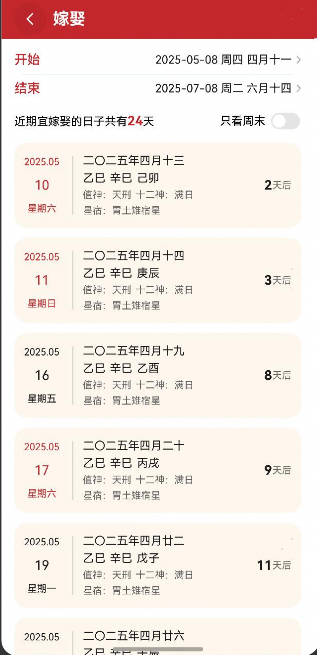 嫁娶
开始 2025-05-08 周四 四月十一
结束 2025-07-08 周二 六月十四
近期宜嫁娶的日子共有24天 只看周末
2025.05
10
星期六
二〇二五年四月十三
乙巳 辛巳 己卯
值神：天刑 十二神：满日
星宿：胃土雉宿星
2天后
2025.05
11
星期日
二〇二五年四月十四
乙巳 辛巳 庚辰
值神：天刑 十二神：满日
星宿：胃土雉宿星
3天后
2025.05
16
星期五
二〇二五年四月十九
乙巳 辛巳 乙酉
值神：天刑 十二神：满日
星宿：胃土雉宿星
8天后
2025.05
17
星期六
二〇二五年四月二十
乙巳 辛巳 丙戌
值神：天刑 十二神：满日
星宿：胃土雉宿星
9天后
2025.05
19
星期一
二〇二五年四月廿二
乙巳 辛巳 戊子
值神：天刑 十二神：满日
星宿：胃土雉宿星
11天后
2025.05
二〇二五年四月廿六